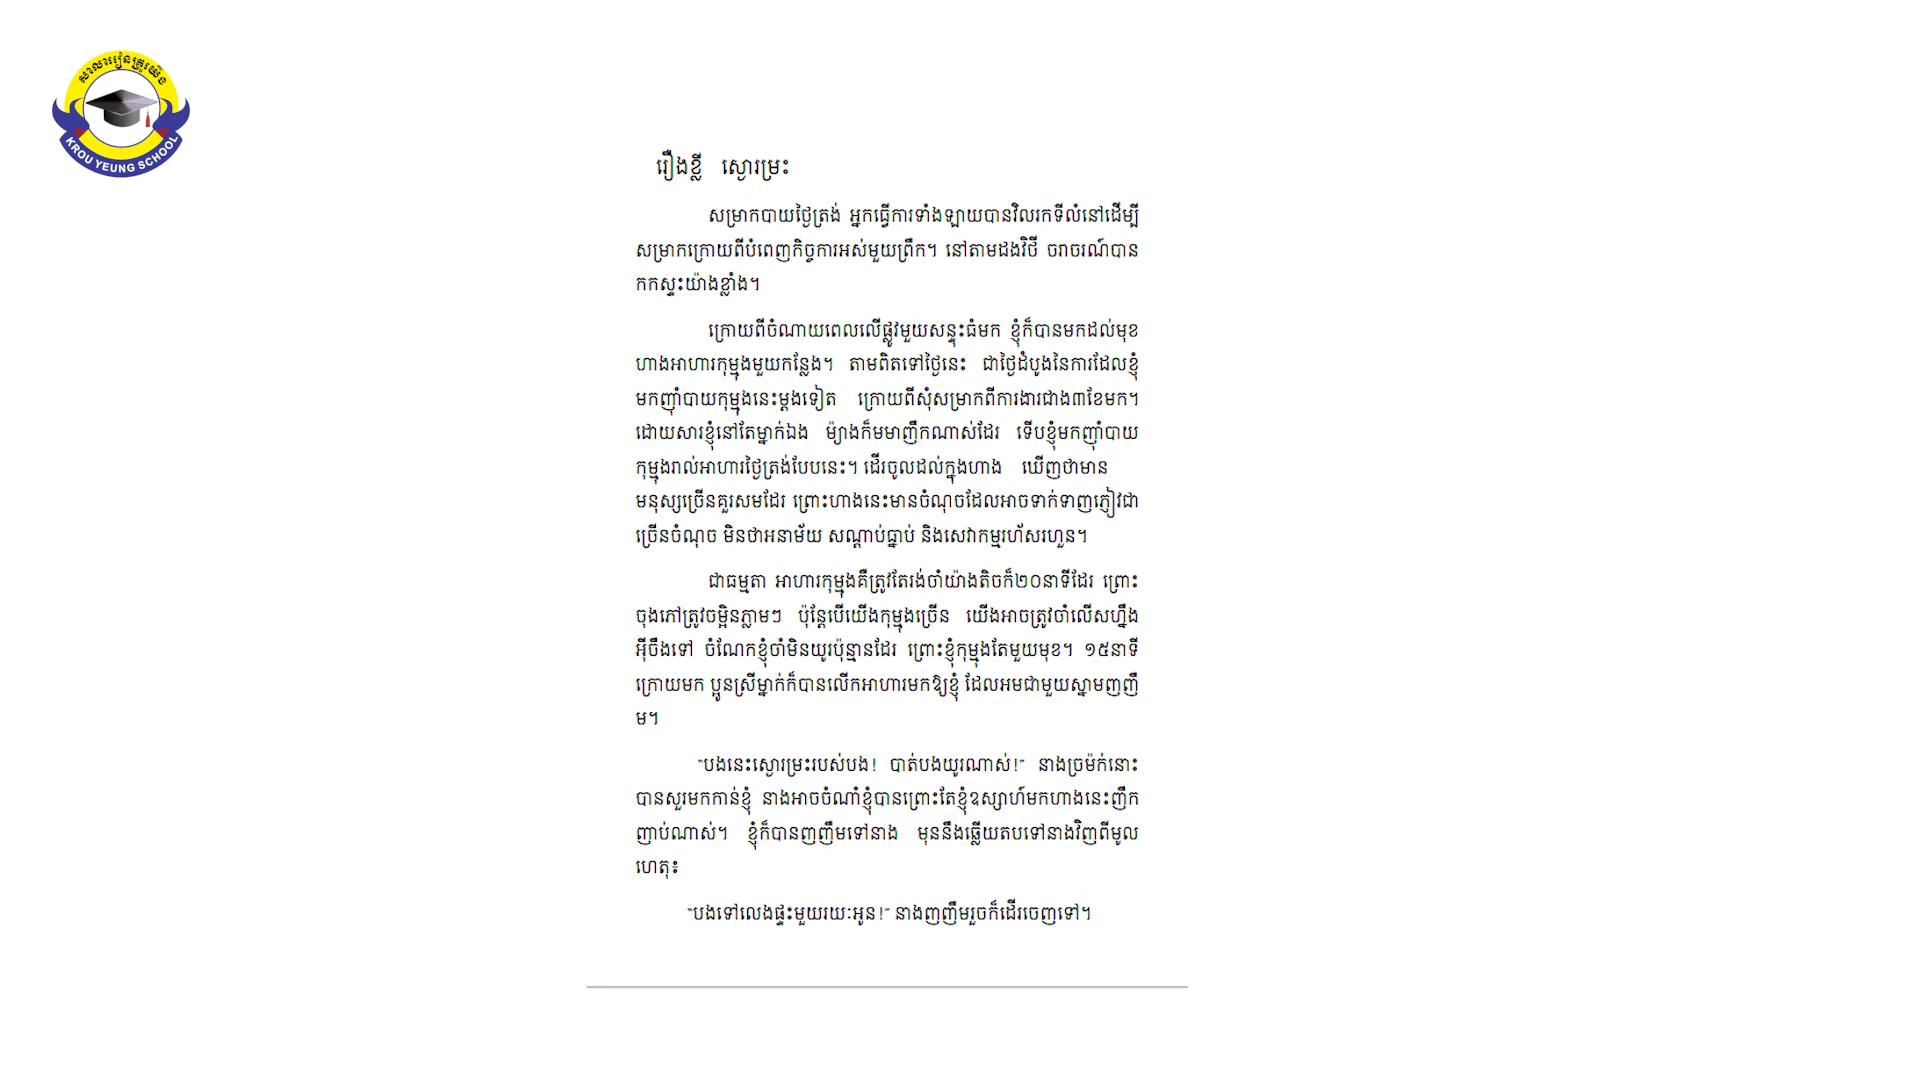 សាលារៀនគ្រូយើង
KROU YEUNG SCHOOL
រឿងខ្លី ស្ងោរម្រះ
សម្រាកបាយថ្ងៃត្រង់ អ្នកធ្វើការទាំងឡាយបានវិលរកទីលំនៅដើម្បី
សម្រាកក្រោយពីបំពេញកិច្ចការអស់មួយព្រឹក។ នៅតាមដងវិថី ចរាចរណ៍បាន
កកស្ទះយ៉ាងខ្លាំង។
ក្រោយពីចំណាយពេលលើផ្លូវមួយសន្ទុះធំមក ខ្ញុំក៏បានមកដល់មុខ
ហាងអាហារកុម្មុងមួយកន្លែង។ តាមពិតទៅថ្ងៃនេះ ជាថ្ងៃដំបូងនៃការដែលខ្ញុំ
មកញ៉ាំបាយកុម្មុងនេះម្ដងទៀត ក្រោយពីសុំសម្រាកពីការងារជាង៣ខែមក។
ដោយសារខ្ញុំនៅតែម្នាក់ឯង ម៉្យាងក៏មមាញឹកណាស់ដែរ ទើបខ្ញុំមកញ៉ាំបាយ
កុម្មុងរាល់អាហារថ្ងៃត្រង់បែបនេះ។ ដើរចូលដល់ក្នុងហាង ឃើញថាមាន
មនុស្សច្រើនគួរសមដែរ ព្រោះហាងនេះមានចំណុចដែលអាចទាក់ទាញភ្ញៀវជា
ច្រើនចំណុច មិនថាអនាម័យ សណ្ដាប់ធ្នាប់ និងសេវាកម្មរហ័សរហួន។
ជាធម្មតា អាហារកុម្មុងគឺត្រូវតែរង់ចាំយ៉ាងតិចក៏២០នាទីដែរ ព្រោះ
ចុងភៅត្រូវចម្អិនភ្លាមៗ ប៉ុន្តែបើយើងកុម្មុងច្រើន យើងអាចត្រូវចាំលើសហ្នឹង
អ៊ីចឹងទៅ ចំណែកខ្ញុំចាំមិនយូរប៉ុន្មានដែរ ព្រោះខ្ញុំកុម្មុងតែមួយមុខ។ ១៥នាទី
ក្រោយមក ប្អូនស្រីម្នាក់ក៏បានលើកអាហារមកឱ្យខ្ញុំ ដែលអមជាមួយស្នាមញញឹ
ម។
“បងនេះស្ងោរម្រះរបស់បង! បាត់បងយូរណាស់!” នាងច្រម៉ក់នោះ
បានសួរមកកាន់ខ្ញុំ នាងអាចចំណាំខ្ញុំបានព្រោះតែខ្ញុំឧស្សាហ៍មកហាងនេះញឹក
ញាប់ណាស់។ ខ្ញុំក៏បានញញឹមទៅនាង មុននឹងឆ្លើយតបទៅនាងវិញពីមូល
ហេតុ៖
“បងទៅលេងផ្ទះមួយរយ:អូន!” នាងញញឹមរួចក៏ដើរចេញទៅ។